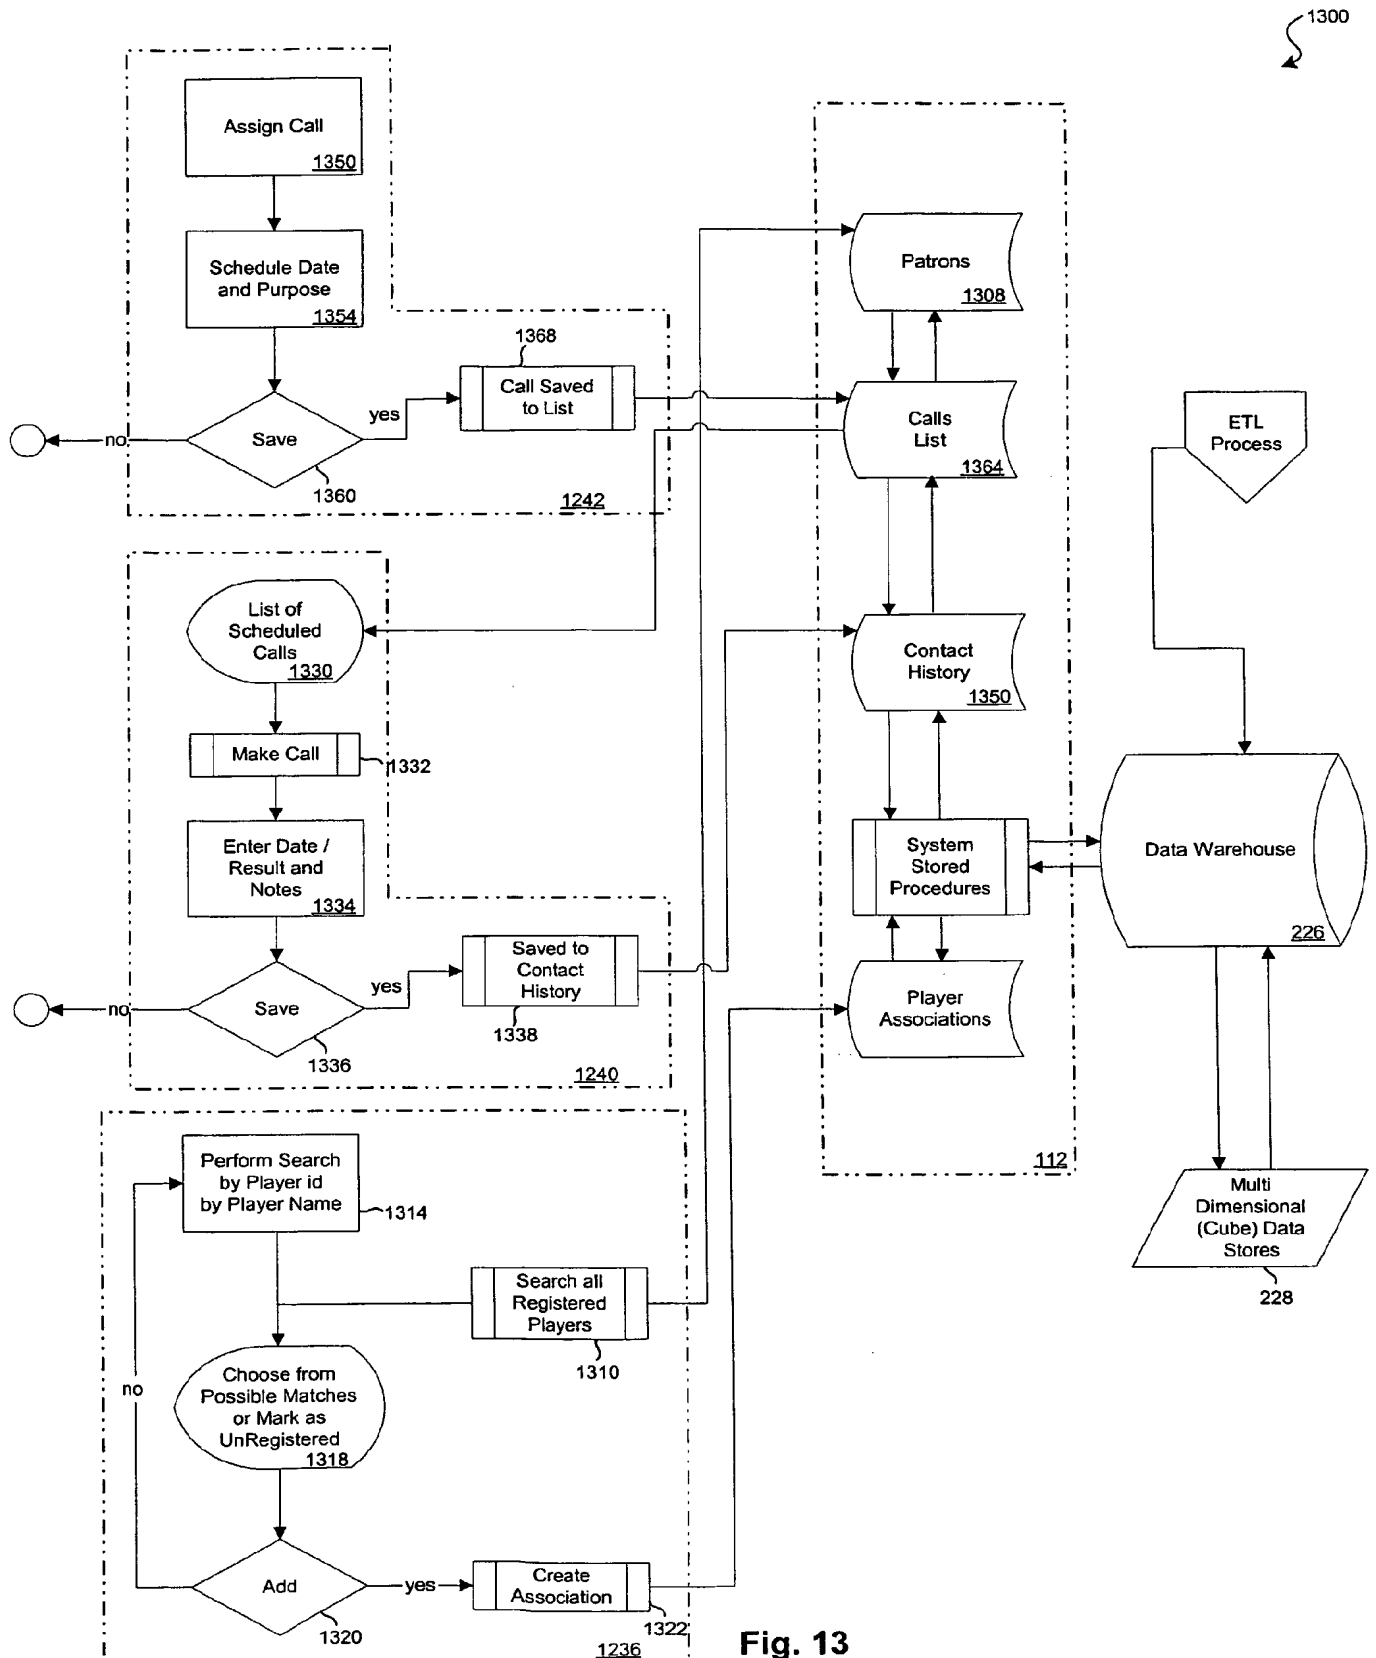 1300
Assign Call
1350
Schedule Date
and Purpose
1354
Save
1360
no
yes
1368
Call Saved
to List
1242
List of
Scheduled
Calls
1330
Make Call
1332
Enter Date /
Result and
Notes
1334
Save
1336
no
yes
Saved to
Contact
History
1338
1240
Perform Search
by Player id
by Player Name
1314
Search all
Registered
Players
1310
Choose from
Possible Matches
or Mark as
UnRegistered
1318
no
Add
1320
yes
Create
Association
1322
1236
Patrons
1308
Calls
List
1364
Contact
History
1350
System
Stored
Procedures
Player
Associations
112
ETL
Process
Data Warehouse
226
Multi
Dimensional
(Cube) Data
Stores
228
Fig. 13